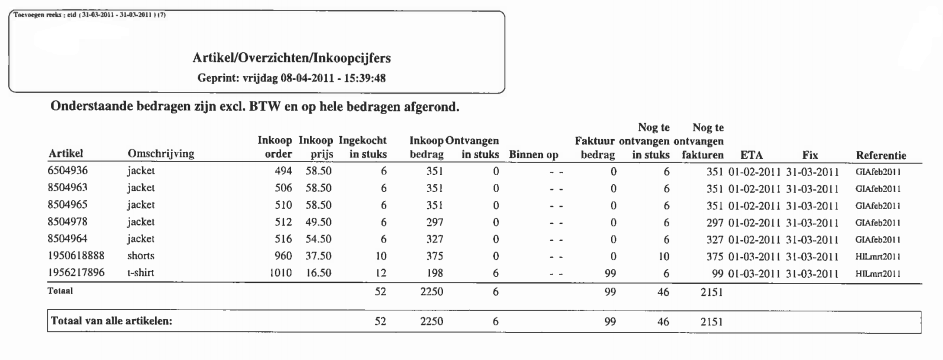 Toevoegen reeks : etd ( 31-03-2011 - 31-03-2011 ) (7)
Artikel/Overzichten/Inkoopcijfers
Geprint: vrijdag 08-04-2011 - 15:39:48
Onderstaande bedragen zijn excl. BTW en op hele bedragen afgerond.
Nog te Nog te
Inkoop Inkoop Ingekocht Inkoop Ontvangen Faktuur ontvangen ontvangen
Artikel Omschrijving order prijs in stuks bedrag in stuks Binnen op bedrag in stuks fakturen ETA Fix Referentie
6504936 jacket 494 58.50 6 351 0 - - 0 6 351 01-02-2011 31-03-2011 GIAfeb2011
8504963 jacket 506 58.50 6 351 0 - - 0 6 351 01-02-2011 31-03-2011 GIAfeb2011
8504965 jacket 510 58.50 6 351 0 - - 0 6 351 01-02-2011 31-03-2011 GIAfeb2011
8504978 jacket 512 49.50 6 297 0 - - 0 6 297 01-02-2011 31-03-2011 GIAfeb2011
8504964 jacket 516 54.50 6 327 0 - - 0 6 327 01-02-2011 31-03-2011 GIAfeb2011
1950618888 shorts 960 37.50 10 375 0 - - 0 10 375 01-03-2011 31-03-2011 HILmrt2011
1956217896 t-shirt 1010 16.50 12 198 6 - - 99 6 99 01-03-2011 31-03-2011 HILmrt2011
Totaal 52 2250 6 99 46 2151
Totaal van alle artikelen: 52 2250 6 99 46 2151